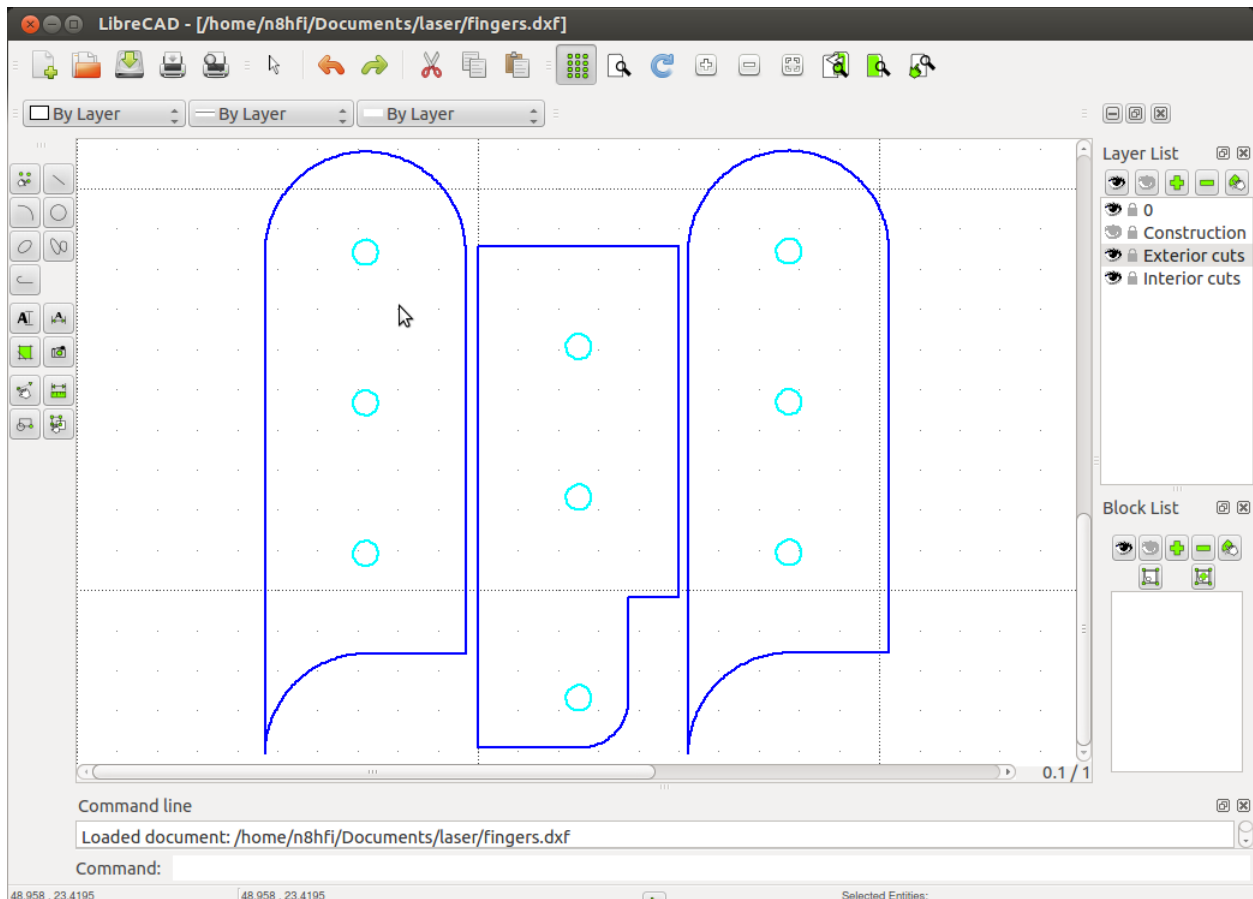 LibreCAD - [/home/n8hfi/Documents/laser/fingers.dxf]
By Layer By Layer By Layer
Layer List
0
Construction
Exterior cuts
Interior cuts
Block List
0.1 / 1
Command line
Loaded document: /home/n8hfi/Documents/laser/fingers.dxf
Command:
48.958 , 23.4195 48.958 , 23.4195 Selected Entities: